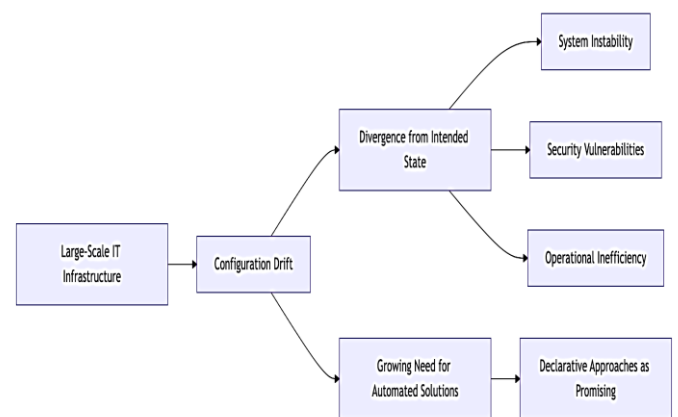 System Instability
Divergence from Intended
State
Security Vulnerabilities
Large-Scale IT
Infrastructure
Configuration Drift
Operational Inefficiency
Growing Need for
Automated Solutions
Declarative Approaches as
Promising